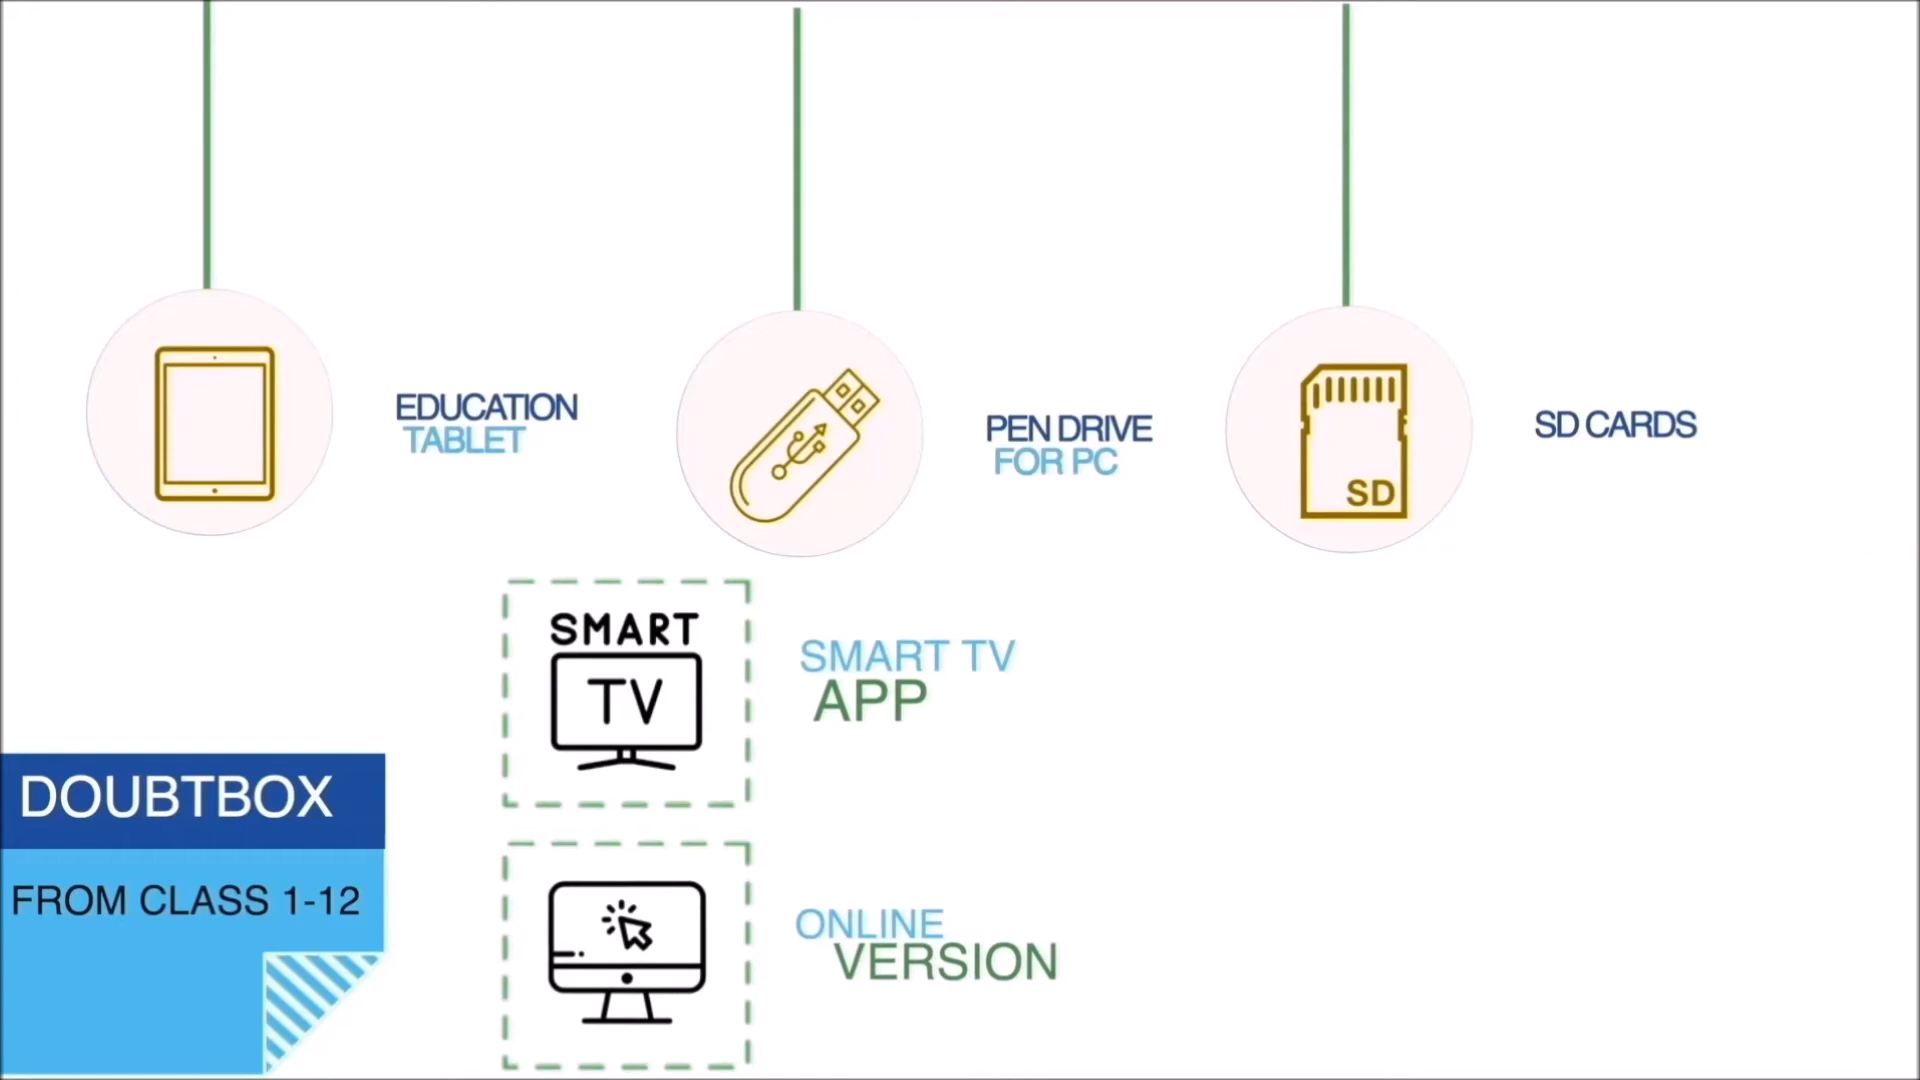 EDUCATION
TABLET
PEN DRIVE
FOR PC
SD
SD CARDS
SMART
TV
SMART TV
APP
DOUBTBOX
FROM CLASS 1-12
ONLINE
VERSION